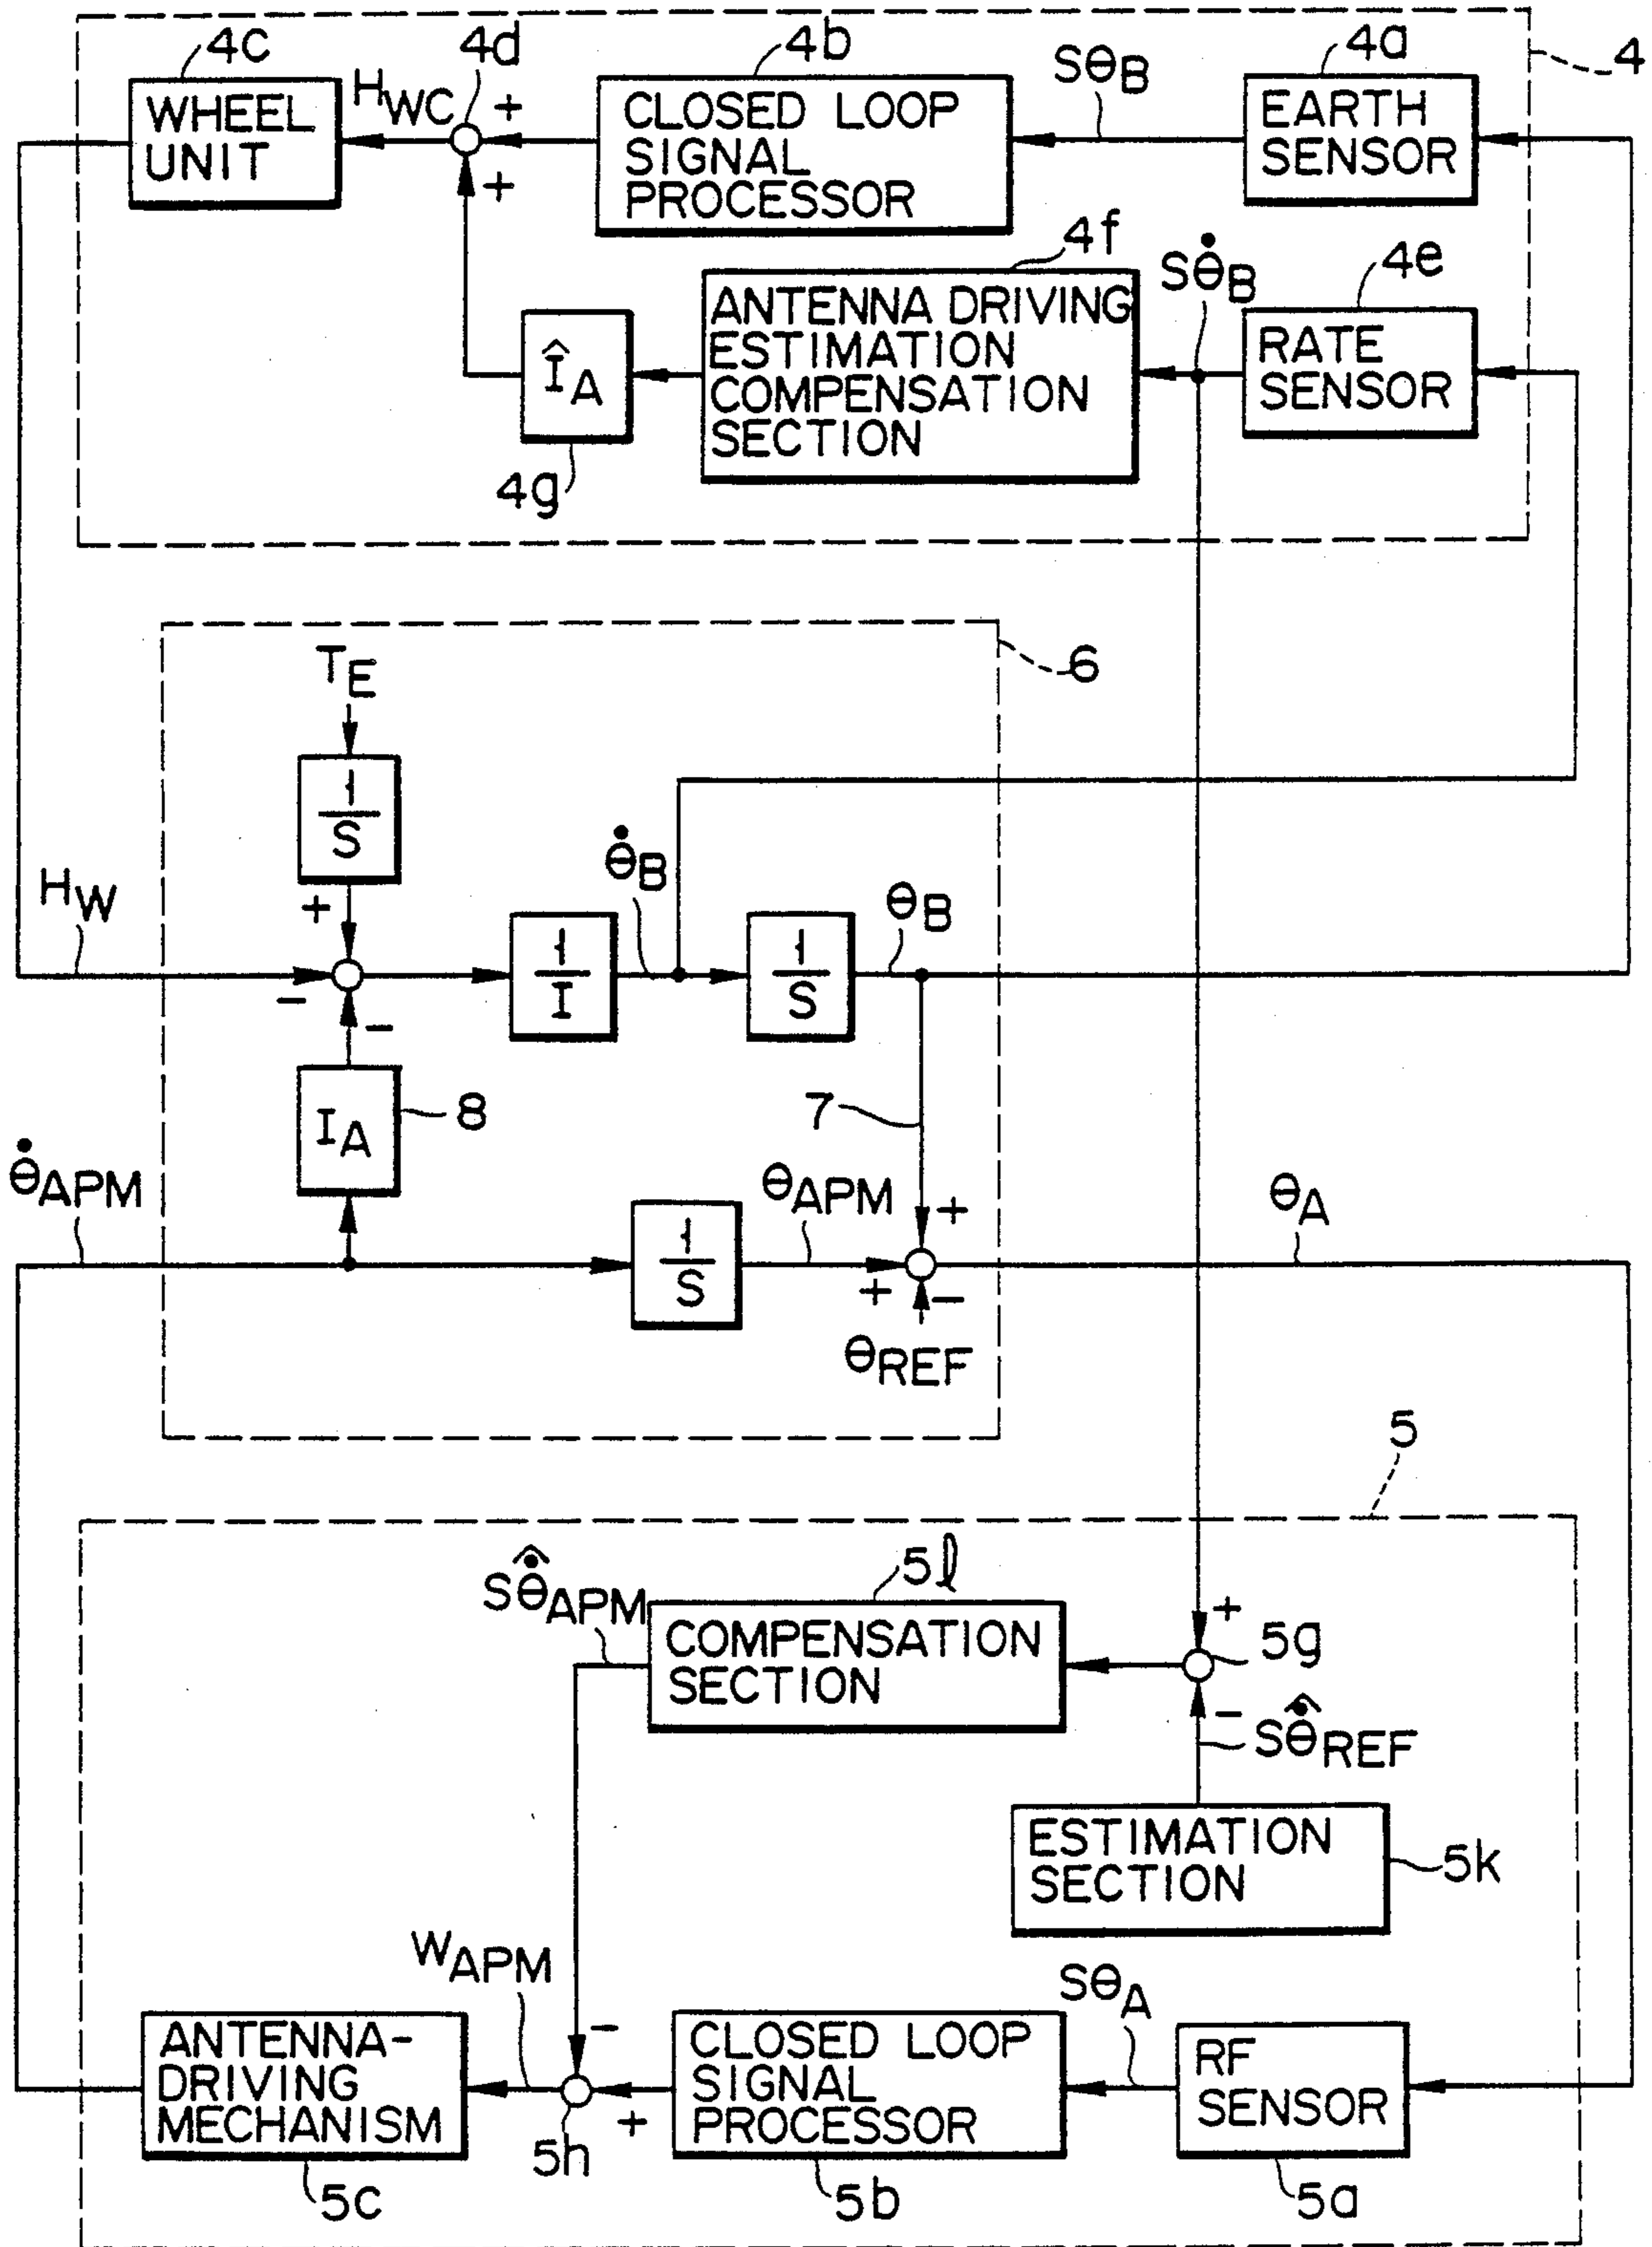 4c
4d
4b
SΘB
4a
4
WHEEL
UNIT
HWC
+
+
CLOSED LOOP
SIGNAL
PROCESSOR
EARTH
SENSOR
4f
SΘ̇B
4e
ÎA
4g
ANTENNA DRIVING
ESTIMATION
COMPENSATION
SECTION
RATE
SENSOR
6
TE
1
S
+
HW
-
-
1
I
Θ̇B
1
S
ΘB
IA
8
7
Θ̇APM
1
S
ΘAPM
+
+
-
ΘREF
ΘA
5
SΘ̇̂APM
5l
COMPENSATION
SECTION
+
5g
-
SΘ̇̂REF
ESTIMATION
SECTION
5k
WAPM
-
+
5h
SΘA
ANTENNA-
DRIVING
MECHANISM
5c
CLOSED LOOP
SIGNAL
PROCESSOR
5b
RF
SENSOR
5a